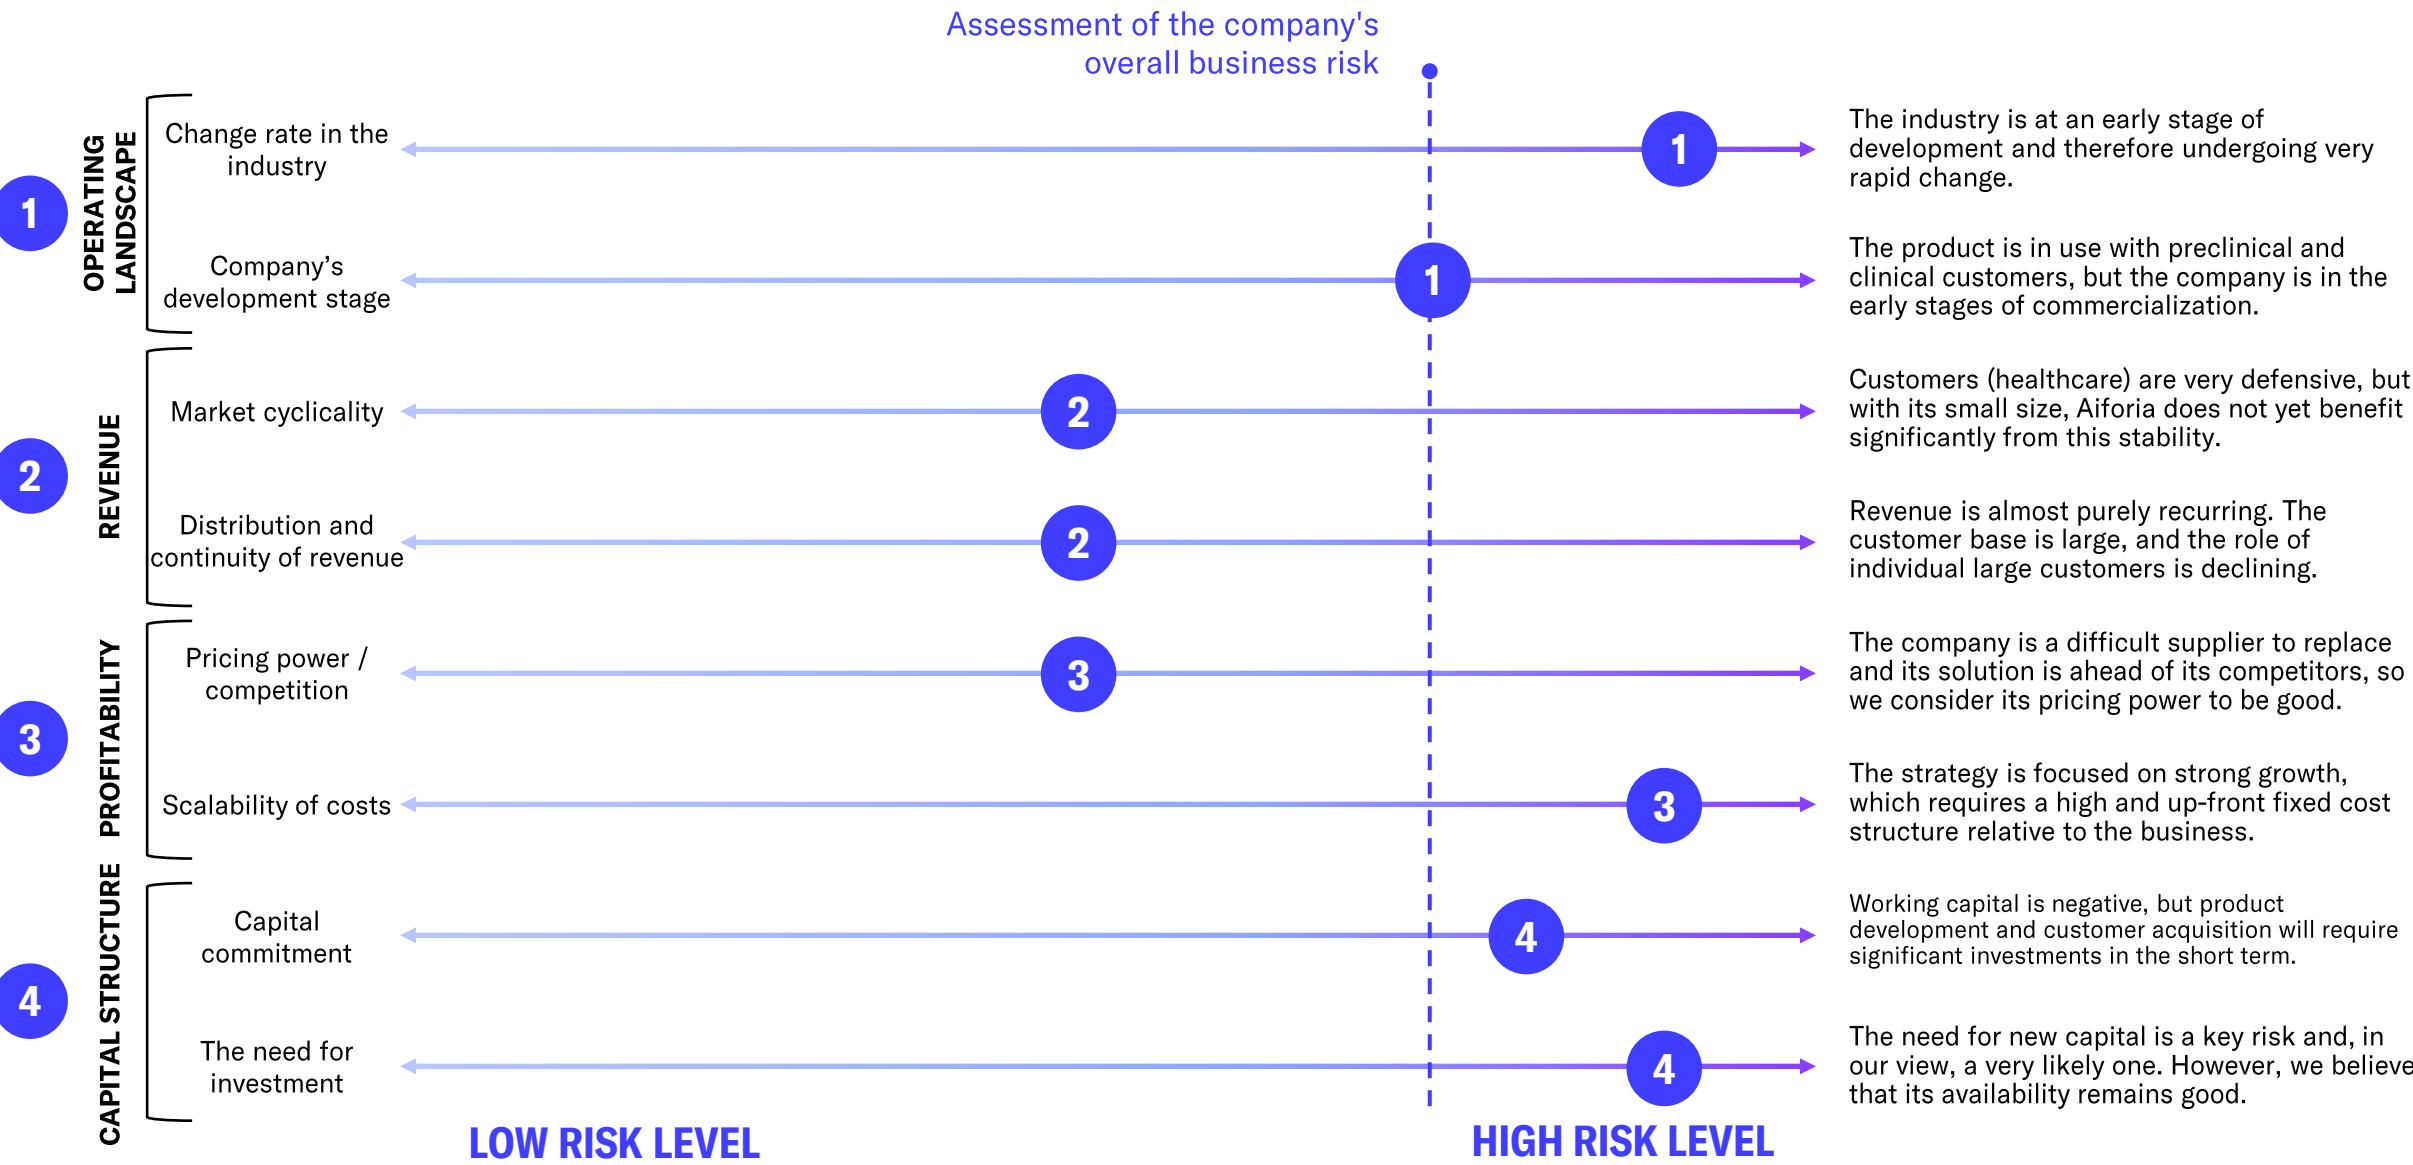 Assessment of the company's
overall business risk
1
OPERATING
LANDSCAPE
Change rate in the
industry
1
The industry is at an early stage of
development and therefore undergoing very
rapid change.
Company’s
development stage
1
The product is in use with preclinical and
clinical customers, but the company is in the
early stages of commercialization.
2
REVENUE
Market cyclicality
2
Customers (healthcare) are very defensive, but
with its small size, Aiforia does not yet benefit
significantly from this stability.
Distribution and
continuity of revenue
2
Revenue is almost purely recurring. The
customer base is large, and the role of
individual large customers is declining.
3
PROFITABILITY
Pricing power /
competition
3
The company is a difficult supplier to replace
and its solution is ahead of its competitors, so
we consider its pricing power to be good.
Scalability of costs
3
The strategy is focused on strong growth,
which requires a high and up-front fixed cost
structure relative to the business.
4
CAPITAL STRUCTURE
Capital
commitment
4
Working capital is negative, but product
development and customer acquisition will require
significant investments in the short term.
The need for
investment
4
The need for new capital is a key risk and, in
our view, a very likely one. However, we believe
that its availability remains good.
LOW RISK LEVEL
HIGH RISK LEVEL